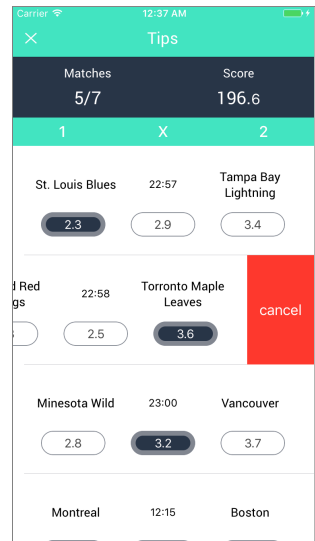 Carrier 12:37 AM
Tips
Matches Score
5/7 196.6
1 X 2
St. Louis Blues 22:57 Tampa Bay
Lightning
2.3 2.9 3.4
Red 22:58 Torronto Maple
gs Leaves cancel
2.5 3.6
Minesota Wild 23:00 Vancouver
2.8 3.2 3.7
Montreal 12:15 Boston